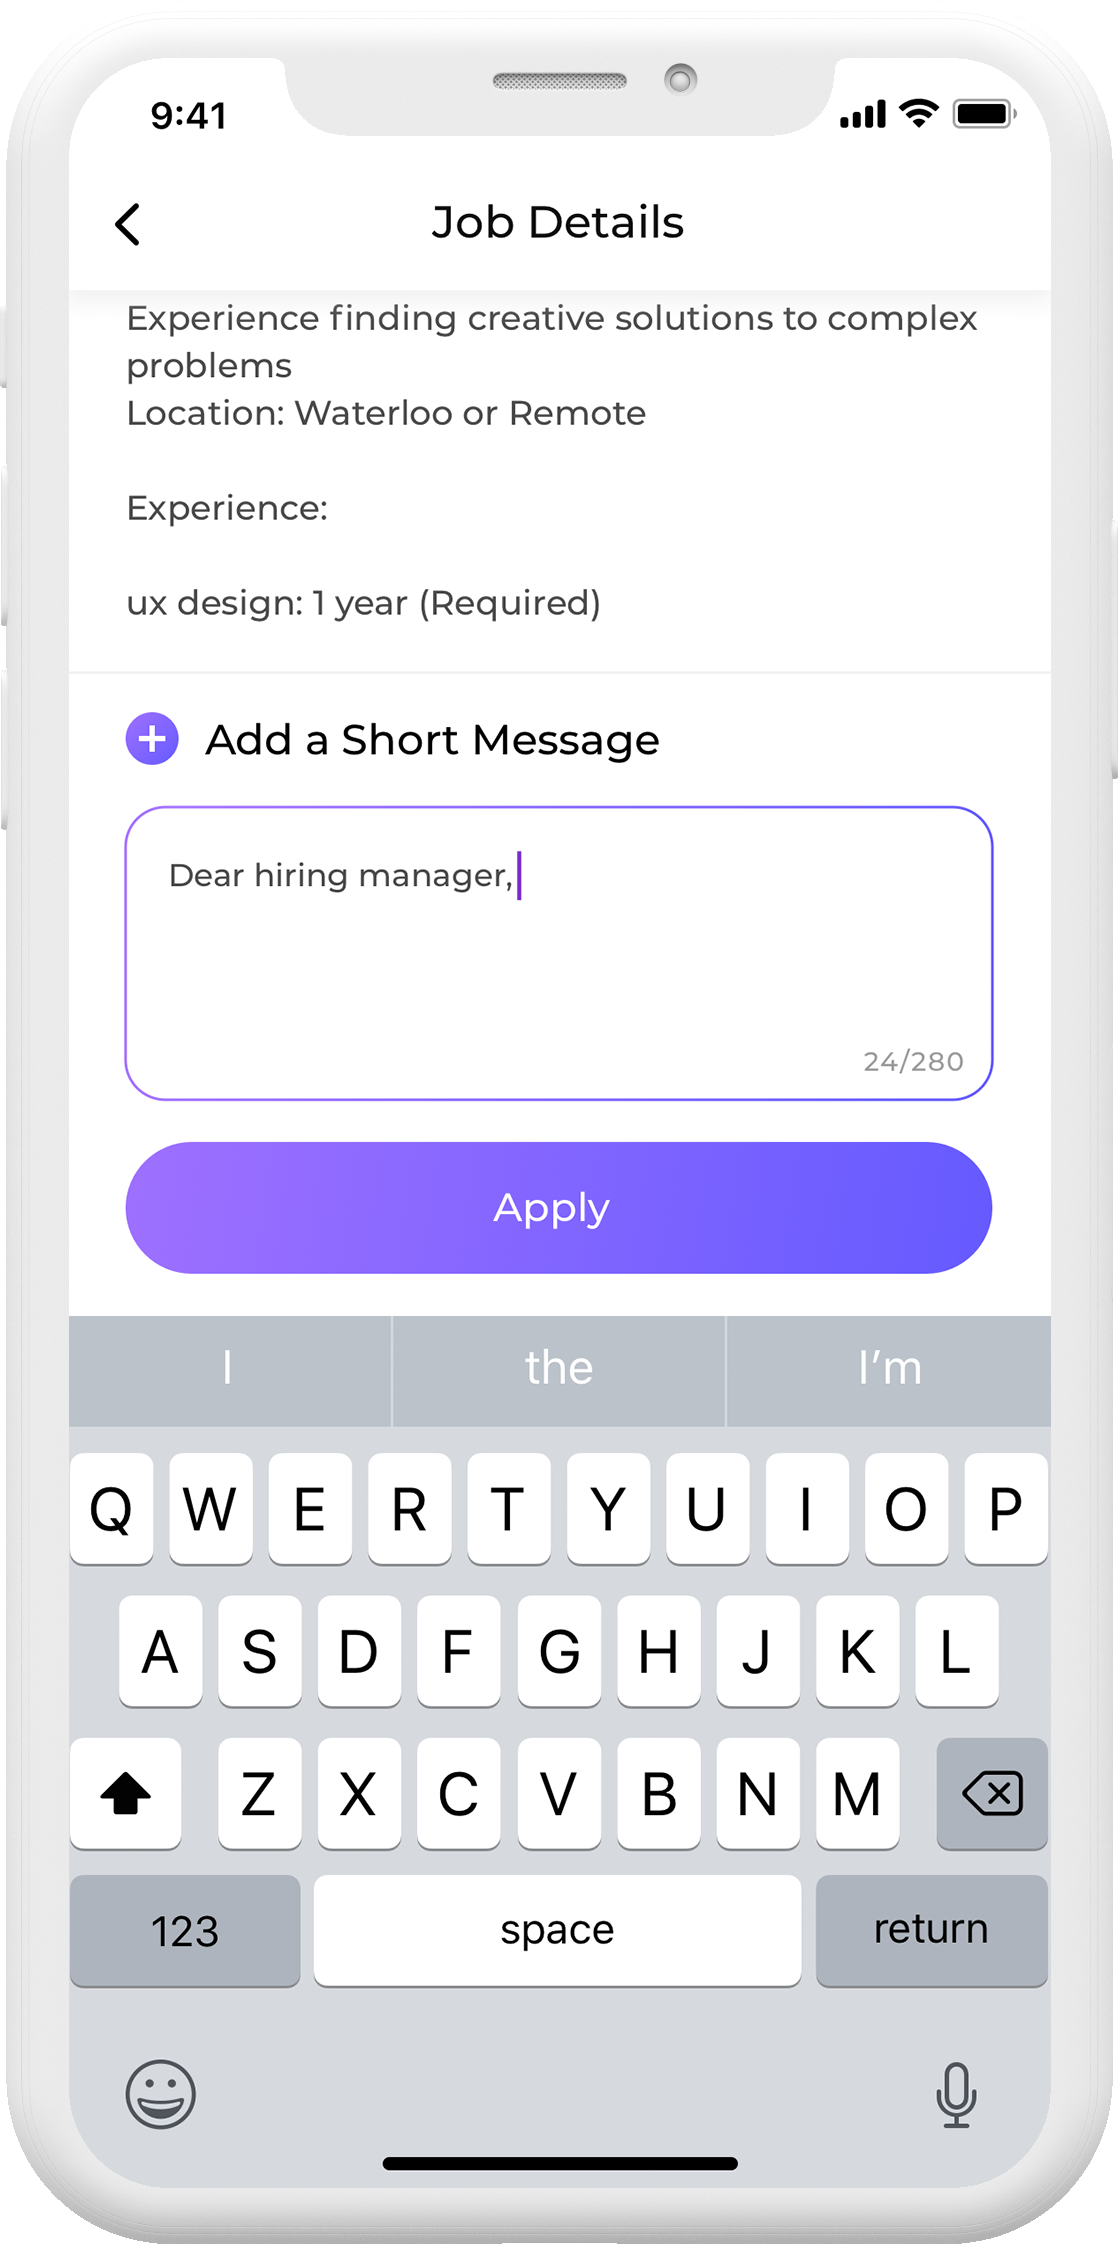 9:41
Job Details
Experience finding creative solutions to complex
problems
Location: Waterloo or Remote
Experience:
ux design: 1 year (Required)
Add a Short Message
Dear hiring manager,
24/280
Apply
I the I’m
Q W E R T Y U I O P
A S D F G H J K L
Z X C V B N M
123 space return